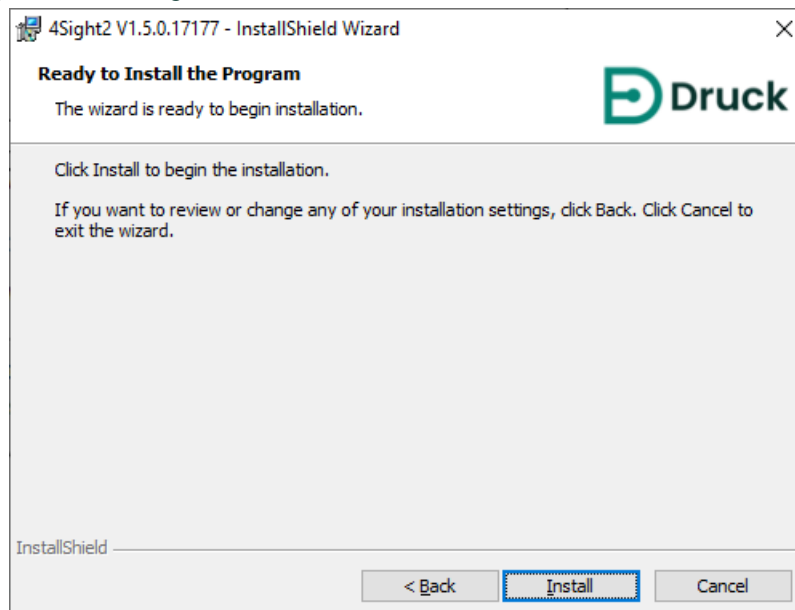 4Sight2 V1.5.0.17177 - InstallShield Wizard
Ready to Install the Program
The wizard is ready to begin installation.
Druck
Click Install to begin the installation.
If you want to review or change any of your installation settings, click Back. Click Cancel to
exit the wizard.
InstallShield
< Back
Install
Cancel